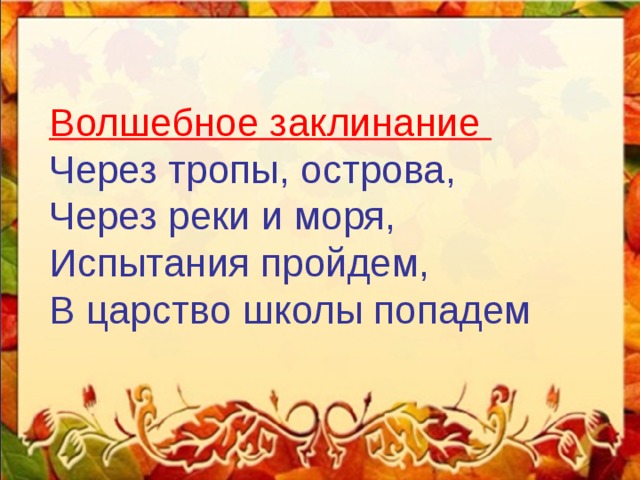 Волшебное заклинание
Через тропы, острова,
Через реки и моря,
Испытания пройдем,
В царство школы попадем